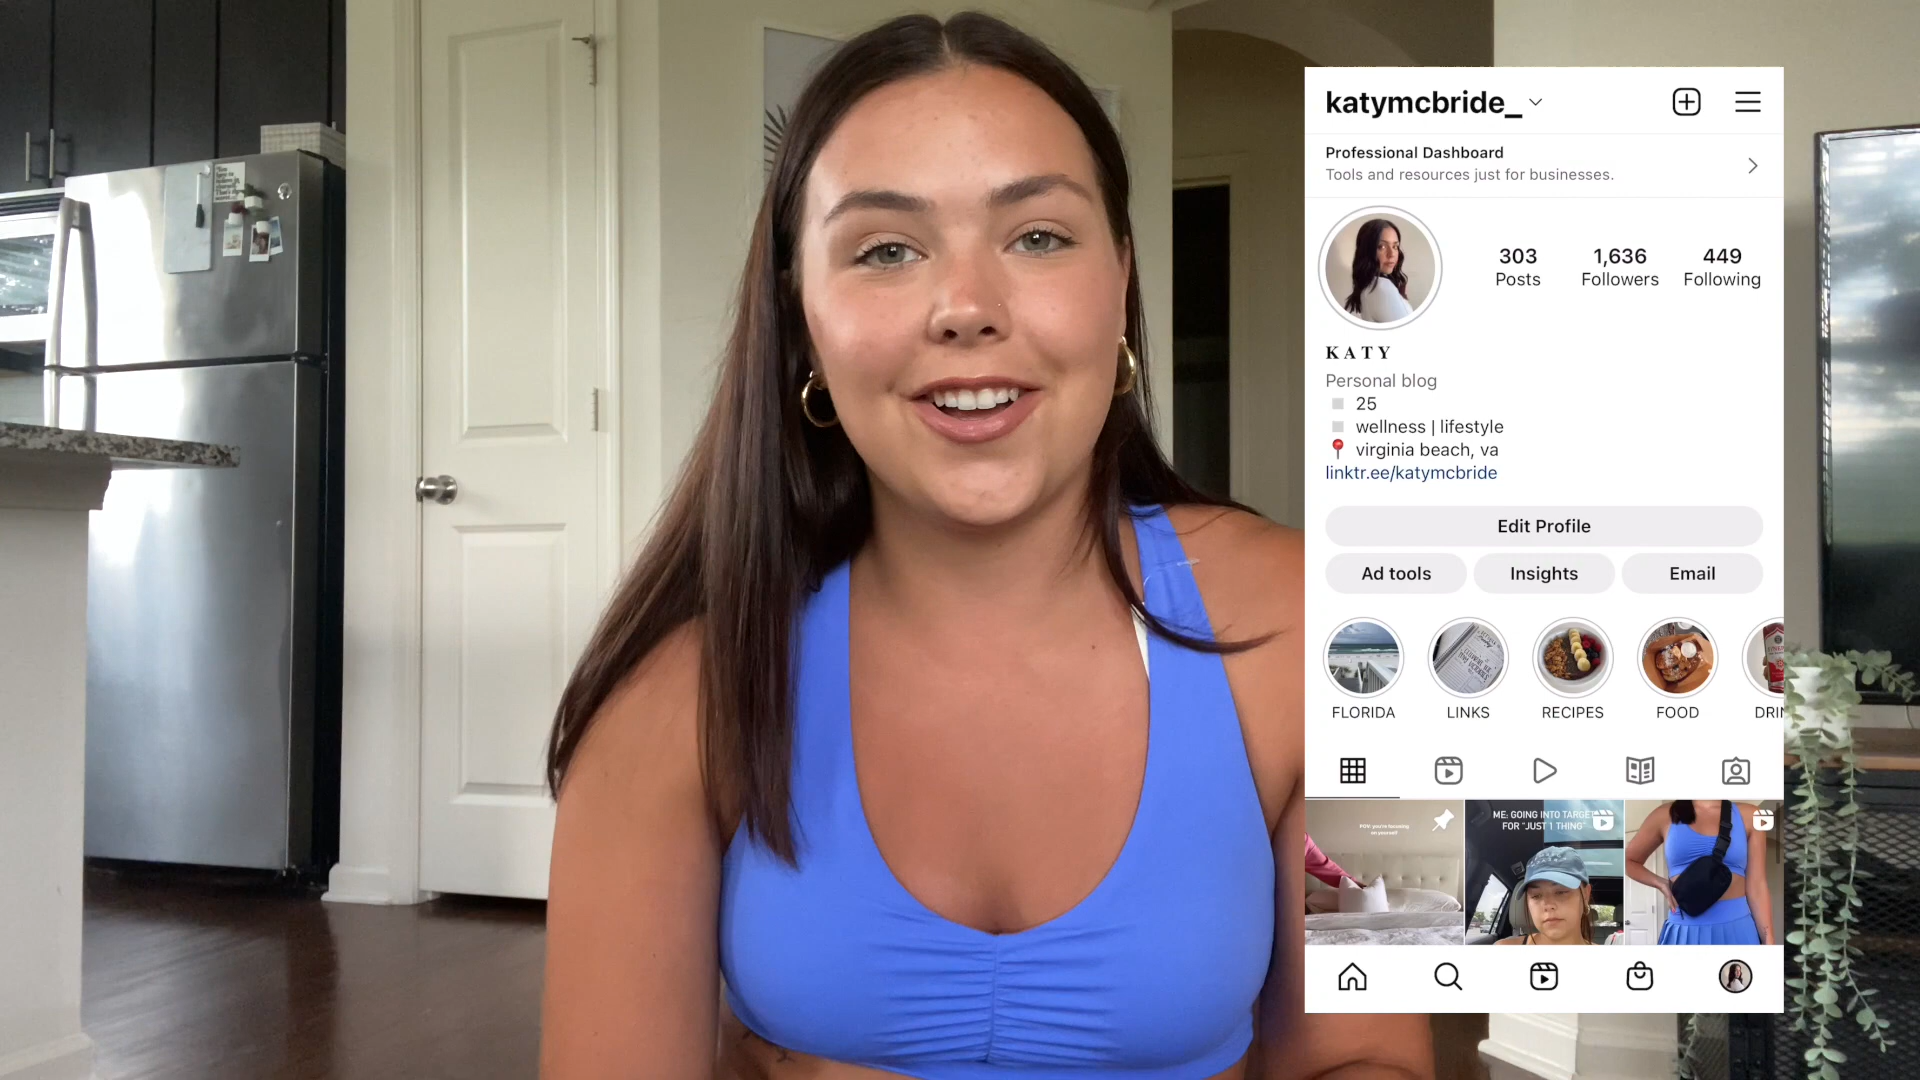 katymcbride_
Professional Dashboard
Tools and resources just for businesses.
303
1,636
449
Posts
Followers
Following
K A T Y
Personal blog
25
wellness | lifestyle
virginia beach, va
linktr.ee/katymcbride
Edit Profile
Ad tools
Insights
Email
FLORIDA
LINKS
RECIPES
FOOD
DRIN
ME: GOING INTO TARGET
FOR "JUST 1 THING"